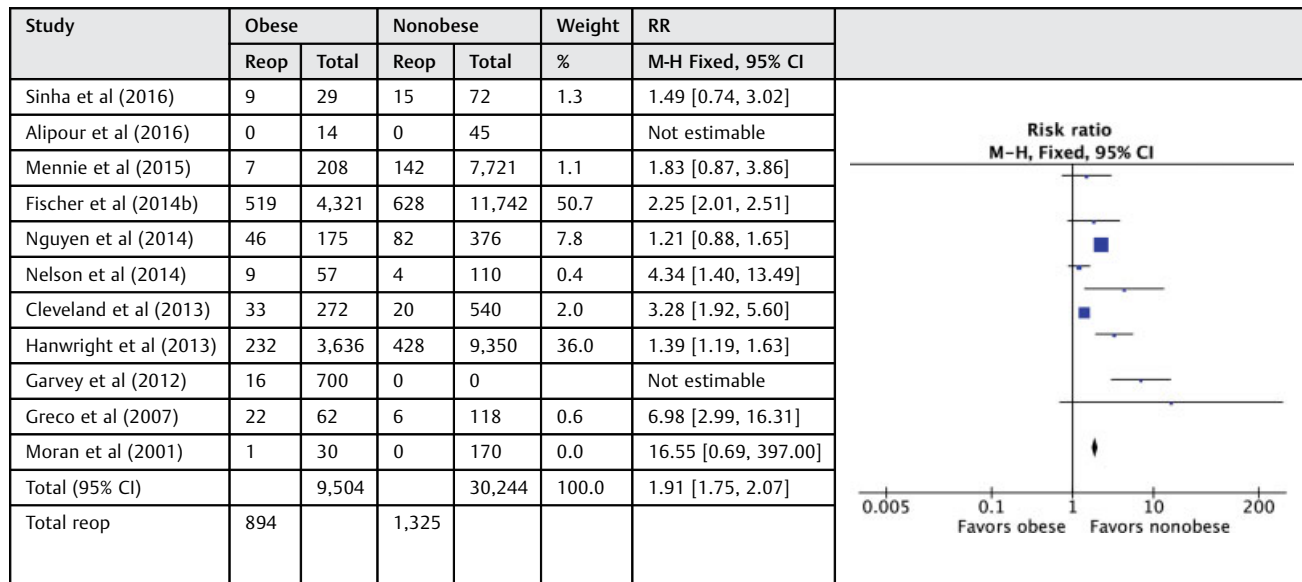 Study Obese Nonobese Weight RR
Reop Total Reop Total % M-H Fixed, 95% CI
Sinha et al (2016) 9 29 15 72 1.3 1.49 [0.74, 3.02]
Alipour et al (2016) 0 14 0 45 Not estimable
Mennie et al (2015) 7 208 142 7,721 1.1 1.83 [0.87, 3.86]
Fischer et al (2014b) 519 4,321 628 11,742 50.7 2.25 [2.01, 2.51]
Nguyen et al (2014) 46 175 82 376 7.8 1.21 [0.88, 1.65]
Nelson et al (2014) 9 57 4 110 0.4 4.34 [1.40, 13.49]
Cleveland et al (2013) 33 272 20 540 2.0 3.28 [1.92, 5.60]
Hanwright et al (2013) 232 3,636 428 9,350 36.0 1.39 [1.19, 1.63]
Garvey et al (2012) 16 700 0 0 Not estimable
Greco et al (2007) 22 62 6 118 0.6 6.98 [2.99, 16.31]
Moran et al (2001) 1 30 0 170 0.0 16.55 [0.69, 397.00]
Total (95% CI) 9,504 30,244 100.0 1.91 [1.75, 2.07]
Total reop 894 1,325
Risk ratio
M-H, Fixed, 95% CI
0.005 0.1 1 10 200
Favors obese Favors nonobese